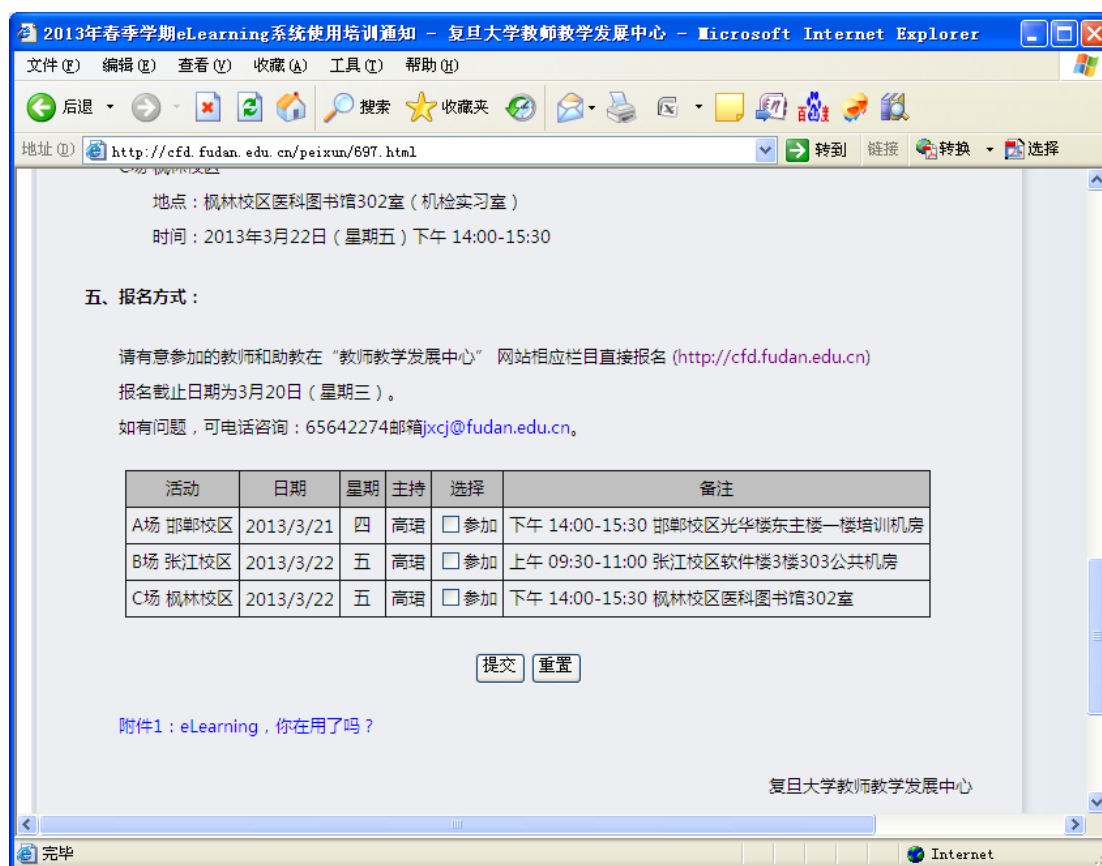 2013年春季学期eLearning系统使用培训通知 - 复旦大学教师教学发展中心 - Microsoft Internet Explorer
文件(F) 编辑(E) 查看(V) 收藏(A) 工具(T) 帮助(H)
后退 搜索 收藏夹 百度
地址(D) http://cfd.fudan.edu.cn/peixun/697.html 转到 链接 转换 选择
C场 枫林校区
地点：枫林校区医科图书馆302室（机检实习室）
时间：2013年3月22日（星期五）下午 14:00-15:30
五、报名方式：
请有意参加的教师和助教在“教师教学发展中心” 网站相应栏目直接报名 (http://cfd.fudan.edu.cn)
报名截止日期为3月20日（星期三）。
如有问题，可电话咨询：65642274邮箱jxcj@fudan.edu.cn。
活动 日期 星期 主持 选择 备注
A场 邯郸校区 2013/3/21 四 高珺 参加 下午 14:00-15:30 邯郸校区光华楼东主楼一楼培训机房
B场 张江校区 2013/3/22 五 高珺 参加 上午 09:30-11:00 张江校区软件楼3楼303公共机房
C场 枫林校区 2013/3/22 五 高珺 参加 下午 14:00-15:30 枫林校区医科图书馆302室
提交 重置
附件1：eLearning，你在用了吗？
复旦大学教师教学发展中心
完毕 Internet